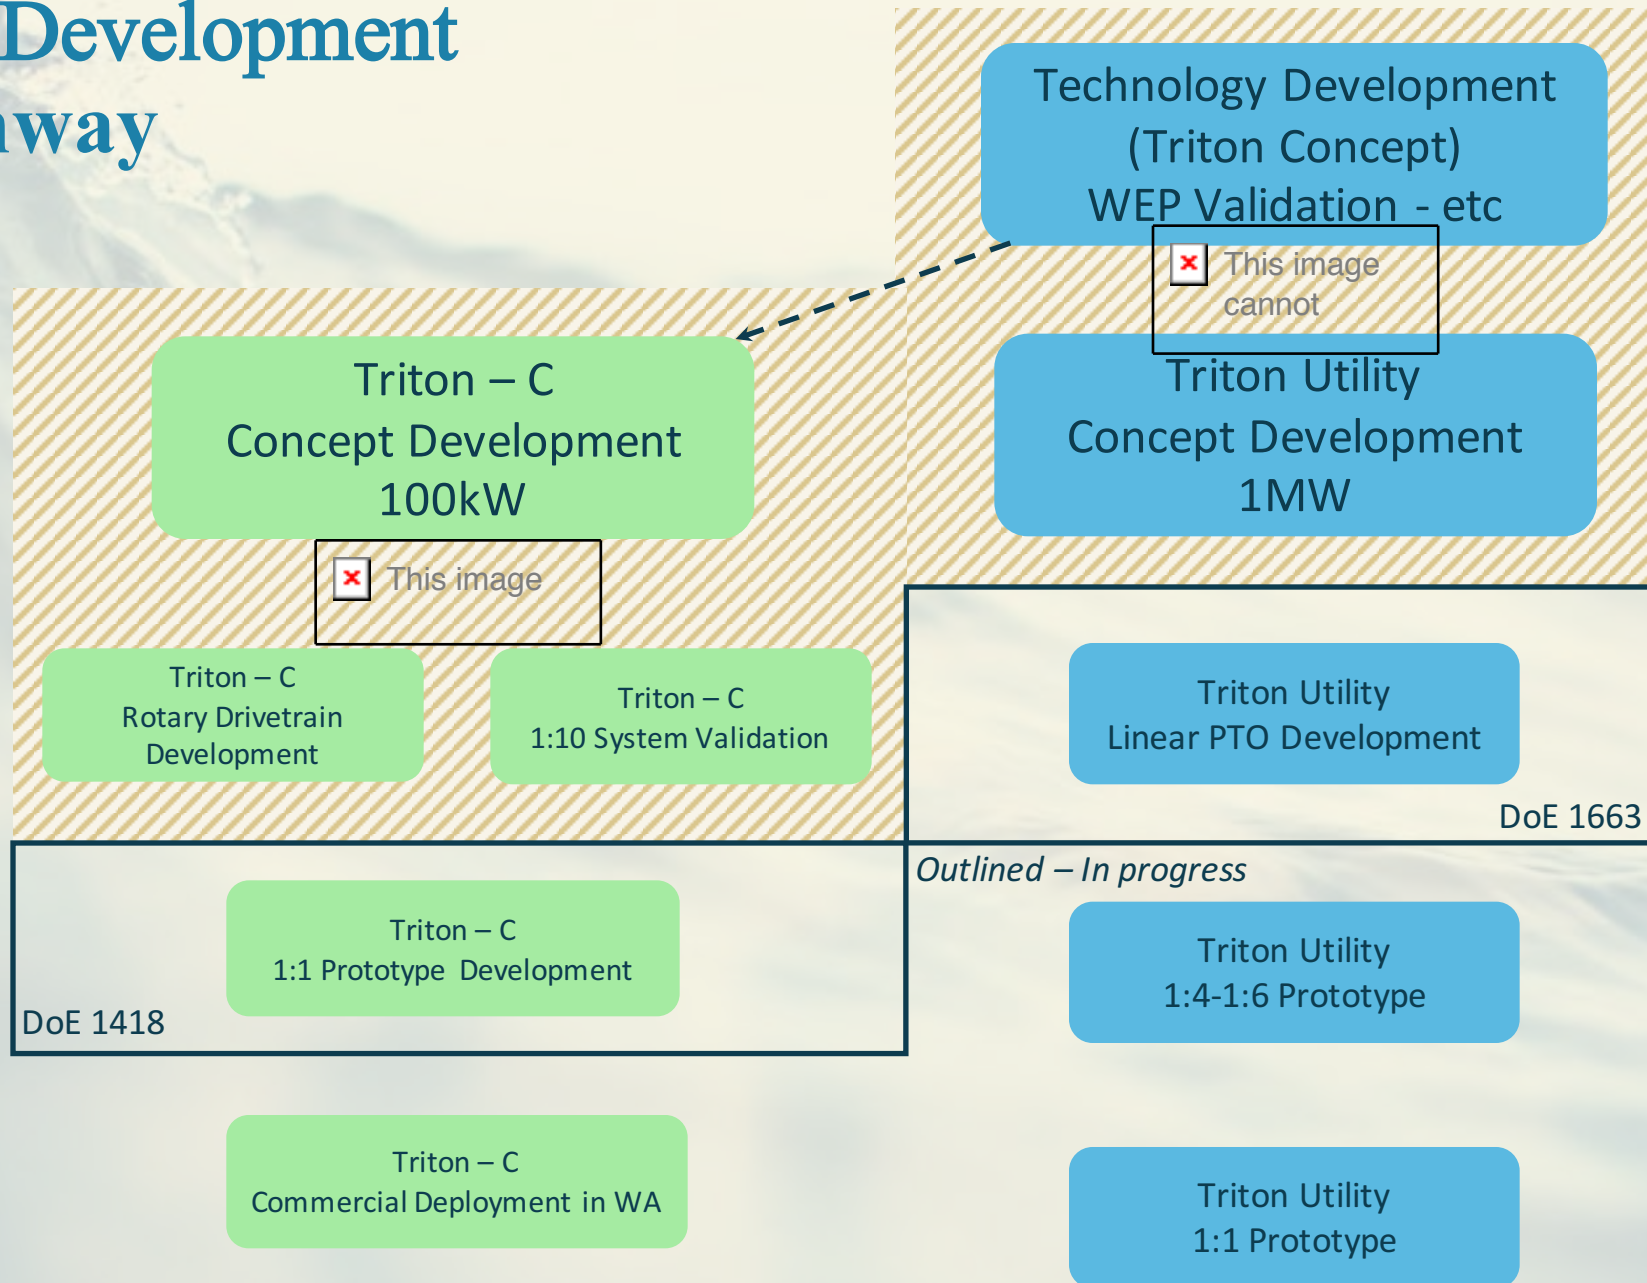 Development
way
Technology Development
(Triton Concept)
WEP Validation - etc
This image
cannot
Triton – C
Concept Development
100kW
Triton Utility
Concept Development
1MW
This image
Triton – C
Rotary Drivetrain
Development
Triton – C
1:10 System Validation
Triton Utility
Linear PTO Development
DoE 1663
Outlined – In progress
Triton – C
1:1 Prototype Development
DoE 1418
Triton Utility
1:4-1:6 Prototype
Triton – C
Commercial Deployment in WA
Triton Utility
1:1 Prototype